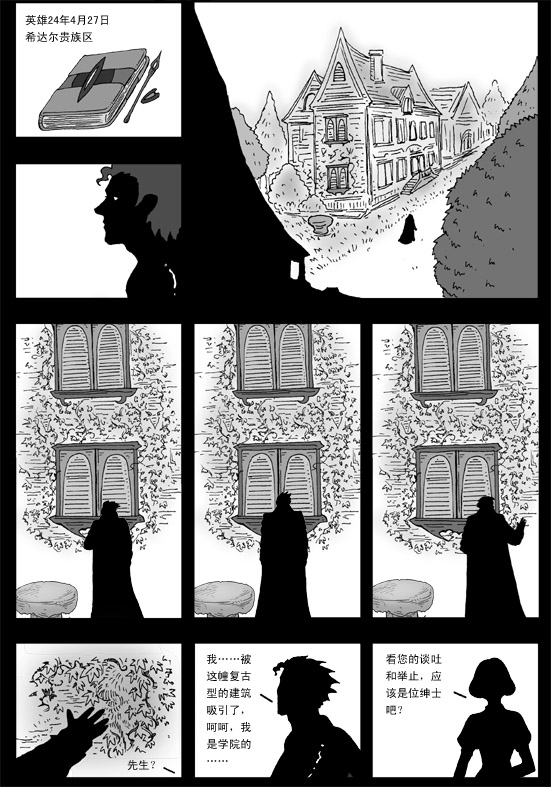 英雄24年4月27日
希达尔贵族区
先生？
我……被
这幢复古
型的建筑
吸引了，
呵呵，我
是学院的
……
看您的谈吐
和举止，应
该是位绅士
吧？